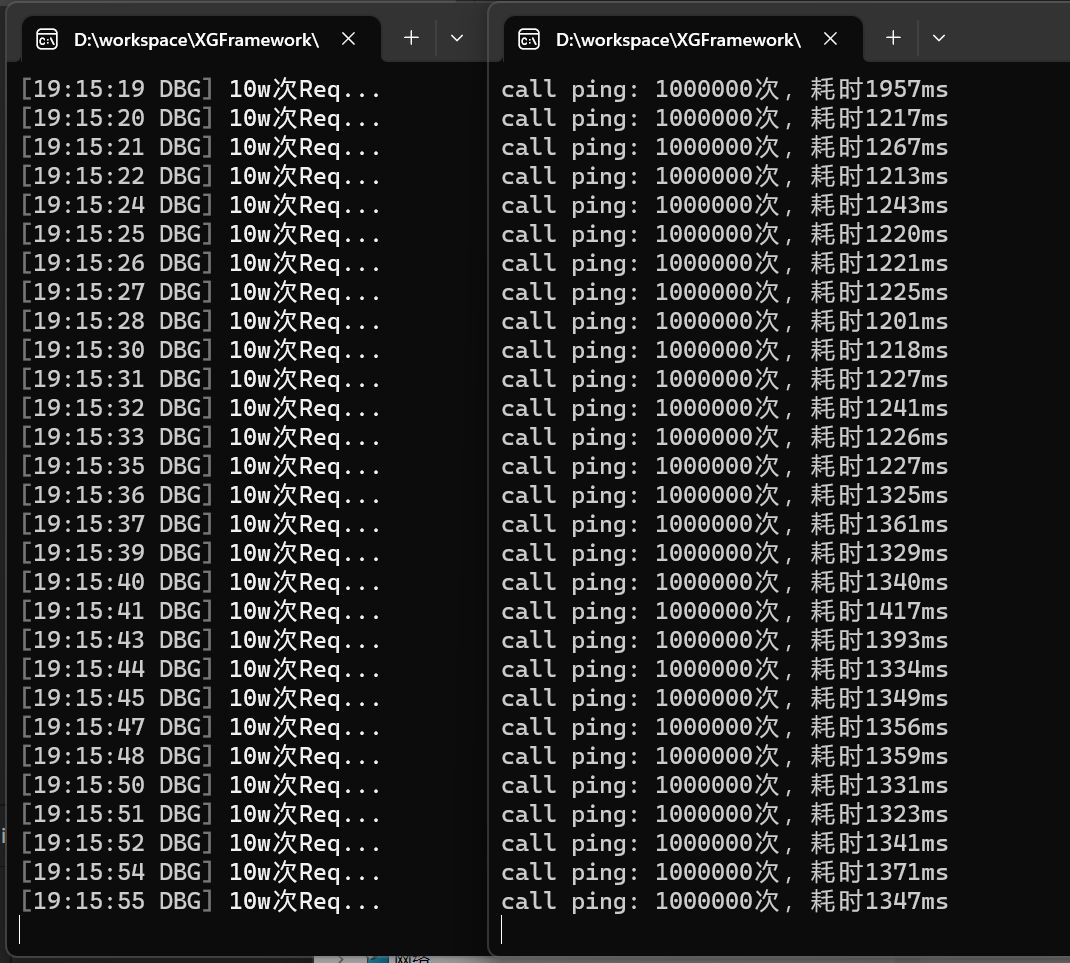 D:\workspace\XGFramework\
[19:15:19 DBG] 10w次Req...
[19:15:20 DBG] 10w次Req...
[19:15:21 DBG] 10w次Req...
[19:15:22 DBG] 10w次Req...
[19:15:24 DBG] 10w次Req...
[19:15:25 DBG] 10w次Req...
[19:15:26 DBG] 10w次Req...
[19:15:27 DBG] 10w次Req...
[19:15:28 DBG] 10w次Req...
[19:15:30 DBG] 10w次Req...
[19:15:31 DBG] 10w次Req...
[19:15:32 DBG] 10w次Req...
[19:15:33 DBG] 10w次Req...
[19:15:35 DBG] 10w次Req...
[19:15:36 DBG] 10w次Req...
[19:15:37 DBG] 10w次Req...
[19:15:39 DBG] 10w次Req...
[19:15:40 DBG] 10w次Req...
[19:15:41 DBG] 10w次Req...
[19:15:43 DBG] 10w次Req...
[19:15:44 DBG] 10w次Req...
[19:15:45 DBG] 10w次Req...
[19:15:47 DBG] 10w次Req...
[19:15:48 DBG] 10w次Req...
[19:15:50 DBG] 10w次Req...
[19:15:51 DBG] 10w次Req...
[19:15:52 DBG] 10w次Req...
[19:15:54 DBG] 10w次Req...
[19:15:55 DBG] 10w次Req...
D:\workspace\XGFramework\
call ping: 1000000次, 耗时1957ms
call ping: 1000000次, 耗时1217ms
call ping: 1000000次, 耗时1267ms
call ping: 1000000次, 耗时1213ms
call ping: 1000000次, 耗时1243ms
call ping: 1000000次, 耗时1220ms
call ping: 1000000次, 耗时1221ms
call ping: 1000000次, 耗时1225ms
call ping: 1000000次, 耗时1201ms
call ping: 1000000次, 耗时1218ms
call ping: 1000000次, 耗时1227ms
call ping: 1000000次, 耗时1241ms
call ping: 1000000次, 耗时1226ms
call ping: 1000000次, 耗时1227ms
call ping: 1000000次, 耗时1325ms
call ping: 1000000次, 耗时1361ms
call ping: 1000000次, 耗时1329ms
call ping: 1000000次, 耗时1340ms
call ping: 1000000次, 耗时1417ms
call ping: 1000000次, 耗时1393ms
call ping: 1000000次, 耗时1334ms
call ping: 1000000次, 耗时1349ms
call ping: 1000000次, 耗时1356ms
call ping: 1000000次, 耗时1359ms
call ping: 1000000次, 耗时1331ms
call ping: 1000000次, 耗时1323ms
call ping: 1000000次, 耗时1341ms
call ping: 1000000次, 耗时1371ms
call ping: 1000000次, 耗时1347ms
网络